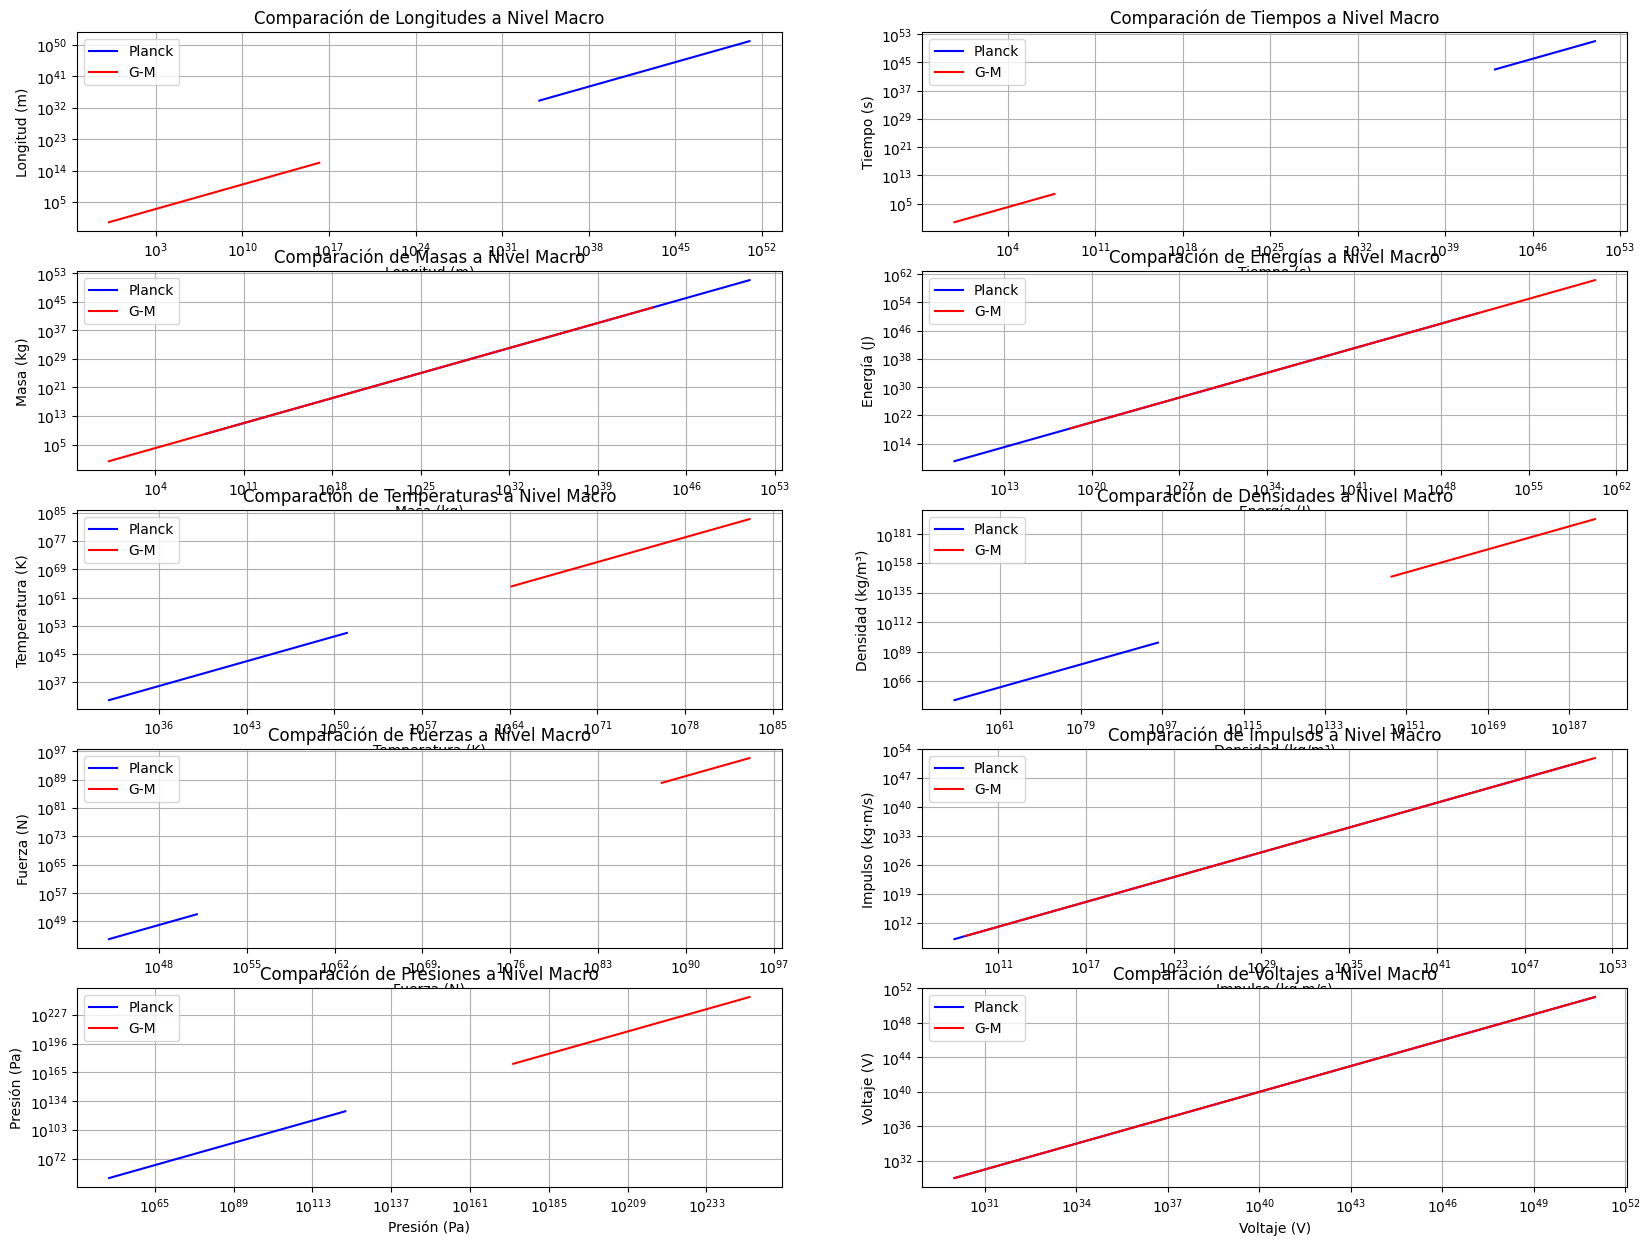 Comparación de Longitudes a Nivel Macro
Planck
G-M
Longitud (m)
10^50
10^41
10^32
10^23
10^14
10^5
10^3
10^10
10^17
10^24
10^31
10^38
10^45
10^52
Longitud (m)
Comparación de Tiempos a Nivel Macro
Planck
G-M
Tiempo (s)
10^53
10^45
10^37
10^29
10^21
10^13
10^5
10^4
10^11
10^18
10^25
10^32
10^39
10^46
10^53
Tiempo (s)
Comparación de Masas a Nivel Macro
Planck
G-M
Masa (kg)
10^53
10^45
10^37
10^29
10^21
10^13
10^5
10^4
10^11
10^18
10^25
10^32
10^39
10^46
10^53
Masa (kg)
Comparación de Energías a Nivel Macro
Planck
G-M
Energía (J)
10^62
10^54
10^46
10^38
10^30
10^22
10^14
10^13
10^20
10^27
10^34
10^41
10^48
10^55
10^62
Energía (J)
Comparación de Temperaturas a Nivel Macro
Planck
G-M
Temperatura (K)
10^85
10^77
10^69
10^61
10^53
10^45
10^37
10^36
10^43
10^50
10^57
10^64
10^71
10^78
10^85
Temperatura (K)
Comparación de Densidades a Nivel Macro
Planck
G-M
Densidad (kg/m³)
10^181
10^158
10^135
10^112
10^89
10^66
10^61
10^79
10^97
10^115
10^133
10^151
10^169
10^187
Densidad (kg/m³)
Comparación de Fuerzas a Nivel Macro
Planck
G-M
Fuerza (N)
10^97
10^89
10^81
10^73
10^65
10^57
10^49
10^48
10^55
10^62
10^69
10^76
10^83
10^90
10^97
Fuerza (N)
Comparación de Impulsos a Nivel Macro
Planck
G-M
Impulso (kg·m/s)
10^54
10^47
10^40
10^33
10^26
10^19
10^12
10^11
10^17
10^23
10^29
10^35
10^41
10^47
10^53
Impulso (kg·m/s)
Comparación de Presiones a Nivel Macro
Planck
G-M
Presión (Pa)
10^227
10^196
10^165
10^134
10^103
10^72
10^65
10^89
10^113
10^137
10^161
10^185
10^209
10^233
Presión (Pa)
Comparación de Voltajes a Nivel Macro
Planck
G-M
Voltaje (V)
10^52
10^48
10^44
10^40
10^36
10^32
10^31
10^34
10^37
10^40
10^43
10^46
10^49
10^52
Voltaje (V)